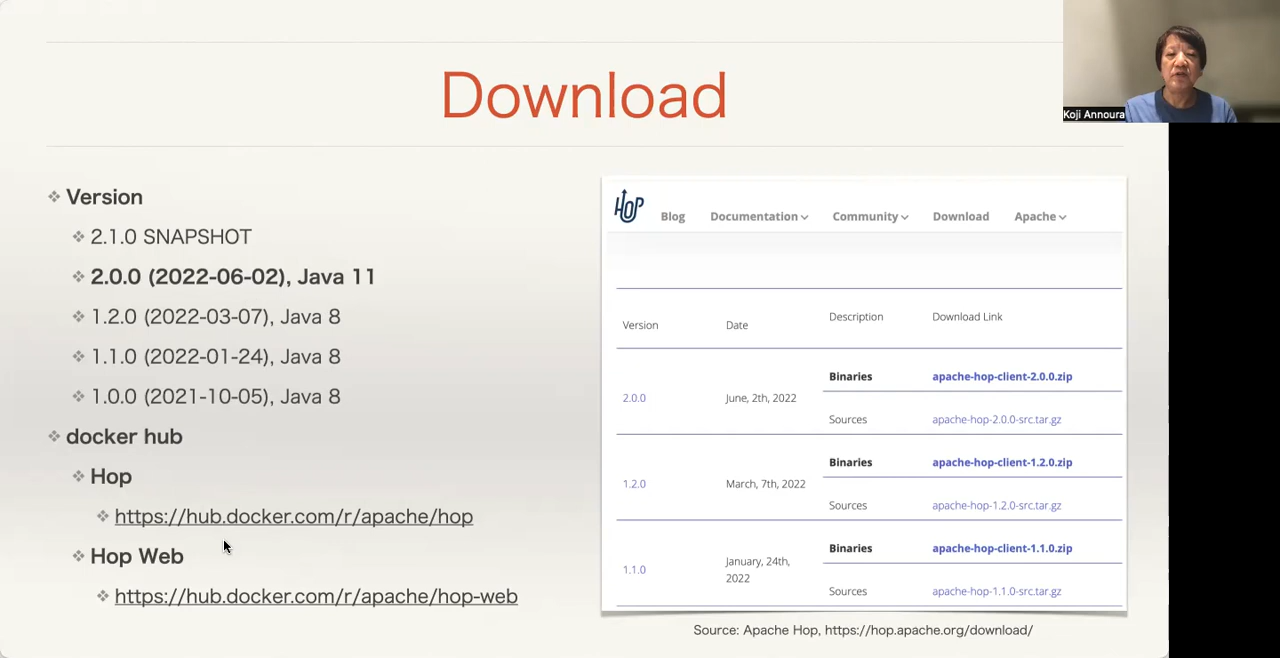 Download
Koji Annoura
Version
2.1.0 SNAPSHOT
2.0.0 (2022-06-02), Java 11
1.2.0 (2022-03-07), Java 8
1.1.0 (2022-01-24), Java 8
1.0.0 (2021-10-05), Java 8
docker hub
Hop
https://hub.docker.com/r/apache/hop
Hop Web
https://hub.docker.com/r/apache/hop-web
HOP Blog Documentation Community Download Apache
Version Date Description Download Link
2.0.0 June, 2th, 2022 Binaries apache-hop-client-2.0.0.zip
Sources apache-hop-2.0.0-src.tar.gz
1.2.0 March, 7th, 2022 Binaries apache-hop-client-1.2.0.zip
Sources apache-hop-1.2.0-src.tar.gz
1.1.0 January, 24th, 2022 Binaries apache-hop-client-1.1.0.zip
Sources apache-hop-1.1.0-src.tar.gz
Source: Apache Hop, https://hop.apache.org/download/